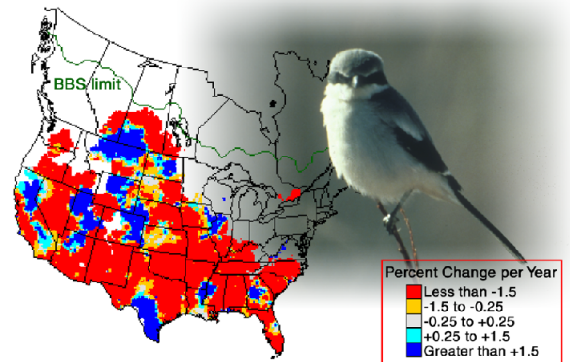 BBS limit
Percent Change per Year
Less than -1.5
-1.5 to -0.25
-0.25 to +0.25
+0.25 to +1.5
Greater than +1.5